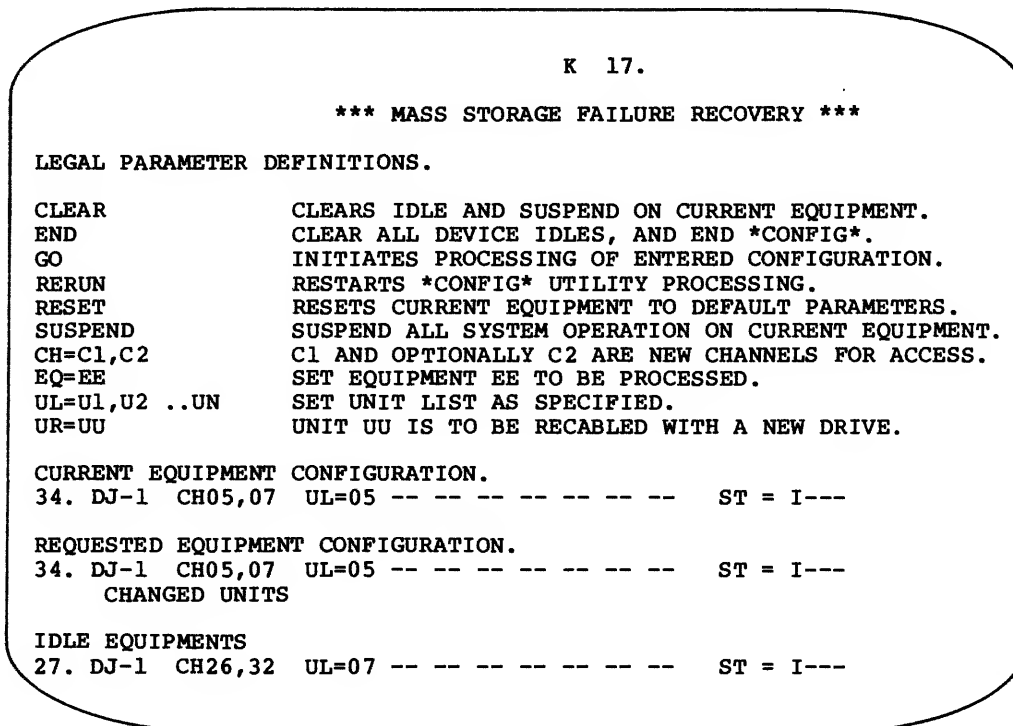 K 17.
*** MASS STORAGE FAILURE RECOVERY ***
LEGAL PARAMETER DEFINITIONS.
CLEAR CLEARS IDLE AND SUSPEND ON CURRENT EQUIPMENT.
END CLEAR ALL DEVICE IDLES, AND END *CONFIG*.
GO INITIATES PROCESSING OF ENTERED CONFIGURATION.
RERUN RESTARTS *CONFIG* UTILITY PROCESSING.
RESET RESETS CURRENT EQUIPMENT TO DEFAULT PARAMETERS.
SUSPEND SUSPEND ALL SYSTEM OPERATION ON CURRENT EQUIPMENT.
CH=C1,C2 C1 AND OPTIONALLY C2 ARE NEW CHANNELS FOR ACCESS.
EQ=EE SET EQUIPMENT EE TO BE PROCESSED.
UL=U1,U2 ..UN SET UNIT LIST AS SPECIFIED.
UR=UU UNIT UU IS TO BE RECABLED WITH A NEW DRIVE.
CURRENT EQUIPMENT CONFIGURATION.
34. DJ-1 CH05,07 UL=05 -- -- -- -- -- -- -- ST = I---
REQUESTED EQUIPMENT CONFIGURATION.
34. DJ-1 CH05,07 UL=05 -- -- -- -- -- -- -- ST = I---
CHANGED UNITS
IDLE EQUIPMENTS
27. DJ-1 CH26,32 UL=07 -- -- -- -- -- -- -- ST = I---